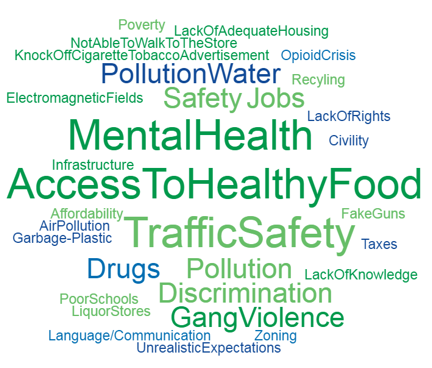 Poverty
LackOfAdequateHousing
NotAbleToWalkToTheStore
KnockOffCigaretteTobaccoAdvertisement
OpioidCrisis
PollutionWater
Recyling
ElectromagneticFields
Safety Jobs
LackOfRights
MentalHealth
Civility
Infrastructure
AccessToHealthyFood
Affordability
FakeGuns
AirPollution
TrafficSafety
Garbage-Plastic
Taxes
Drugs
Pollution
LackOfKnowledge
PoorSchools
Discrimination
LiquorStores
GangViolence
Language/Communication
Zoning
UnrealisticExpectations